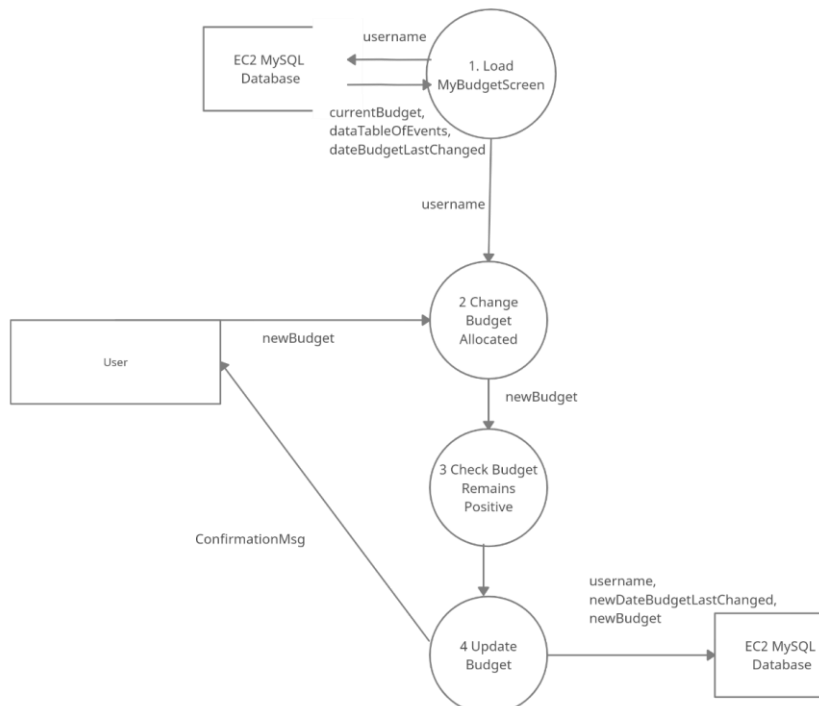 username
EC2 MySQL
Database
1. Load
MyBudgetScreen
currentBudget,
dataTableOfEvents,
dateBudgetLastChanged
username
2 Change
Budget
Allocated
newBudget
User
newBudget
3 Check Budget
Remains
Positive
ConfirmationMsg
username,
newDateBudgetLastChanged,
newBudget
4 Update
Budget
EC2 MySQL
Database